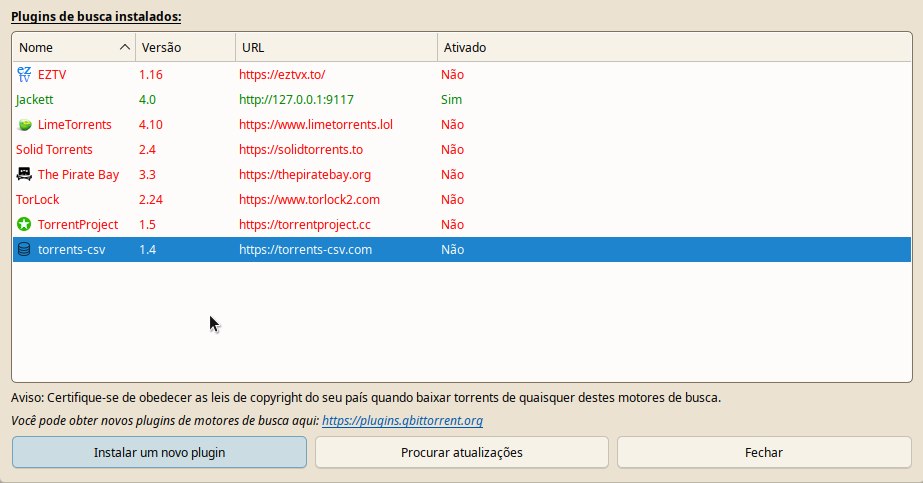 Plugins de busca instalados:
Nome Versão URL Ativado
EZTV 1.16 https://eztvx.to/ Não
Jackett 4.0 http://127.0.0.1:9117 Sim
LimeTorrents 4.10 https://www.limetorrents.lol Não
Solid Torrents 2.4 https://solidtorrents.to Não
The Pirate Bay 3.3 https://thepiratebay.org Não
TorLock 2.24 https://www.torlock2.com Não
TorrentProject 1.5 https://torrentproject.cc Não
torrents-csv 1.4 https://torrents-csv.com Não
Aviso: Certifique-se de obedecer as leis de copyright do seu país quando baixar torrents de quaisquer destes motores de busca.
Você pode obter novos plugins de motores de busca aqui: https://plugins.qbittorrent.org
Instalar um novo plugin Procurar atualizações Fechar